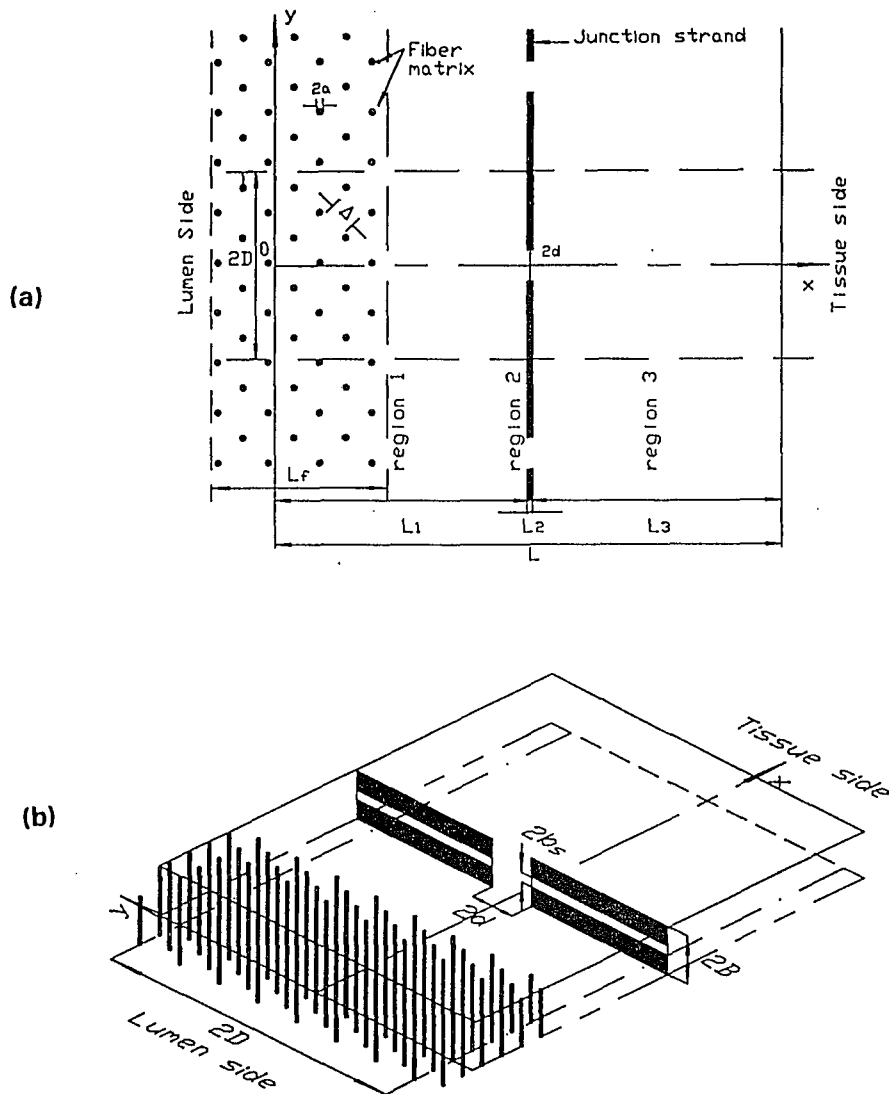 (a)
y
Junction strand
Fiber
matrix
2a
Δ
Lumen Side
2D
0
2d
x
Tissue side
region 1
region 2
region 3
Lf
L1
L2
L3
L
(b)
Tissue side
x
2bs
2d
2B
y
2D
Lumen side